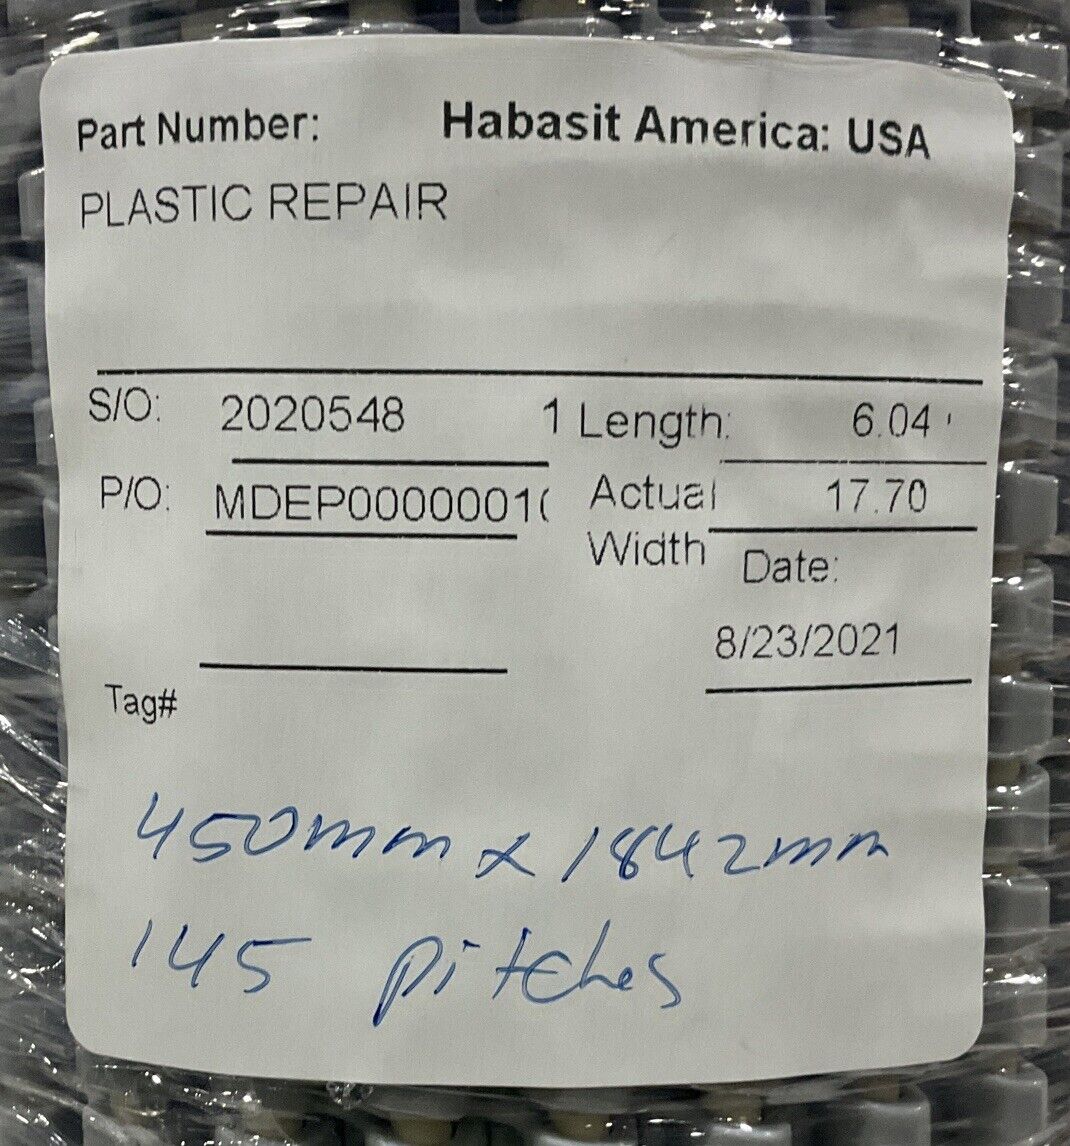 Part Number: Habasit America: USA
PLASTIC REPAIR
S/O: 2020548 1 Length: 6.04 '
P/O: MDEP00000010 Actual 17.70
Width Date:
8/23/2021
Tag#
450mm x 1842mm
145 pitches